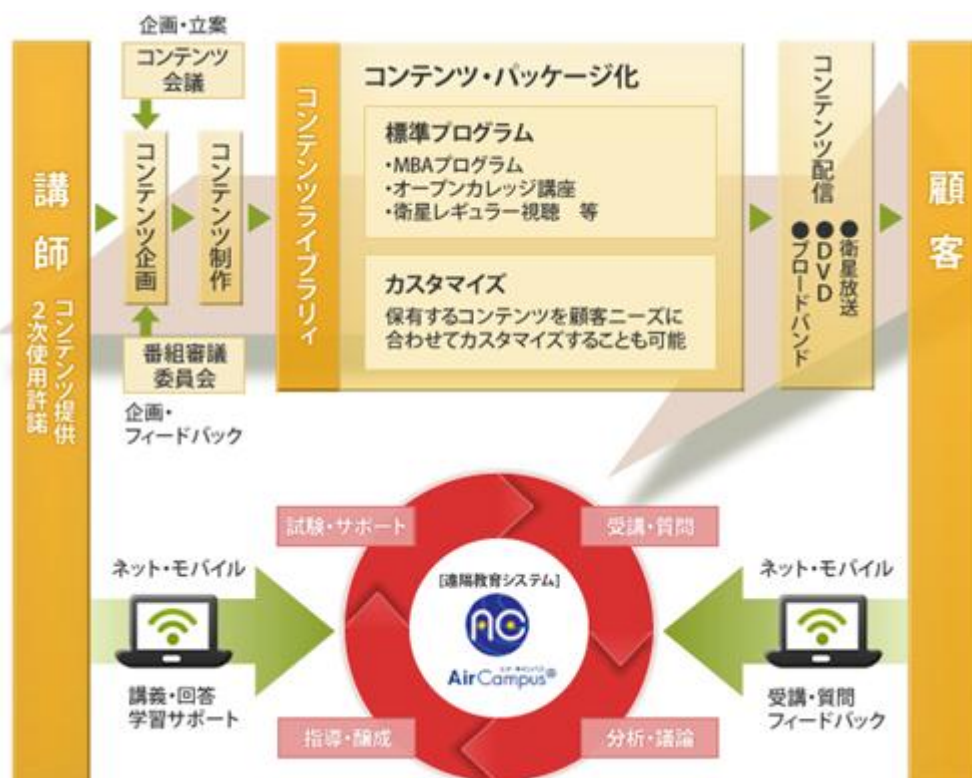 講師
コンテンツ提供
2次使用許諾
企画・立案
コンテンツ
会議
コンテンツ企画
コンテンツ制作
番組審議
委員会
企画・
フィードバック
コンテンツライブラリィ
コンテンツ・パッケージ化
標準プログラム
・MBAプログラム
・オープンカレッジ講座
・衛星レギュラー視聴　等
カスタマイズ
保有するコンテンツを顧客ニーズに
合わせてカスタマイズすることも可能
コンテンツ配信
●衛星放送
●DVD
●ブロードバンド
顧客
ネット・モバイル
講義・回答
学習サポート
試験・サポート
受講・質問
[遠隔教育システム]
AC
エアキャンパス
AirCampus®
指導・醸成
分析・議論
ネット・モバイル
受講・質問
フィードバック